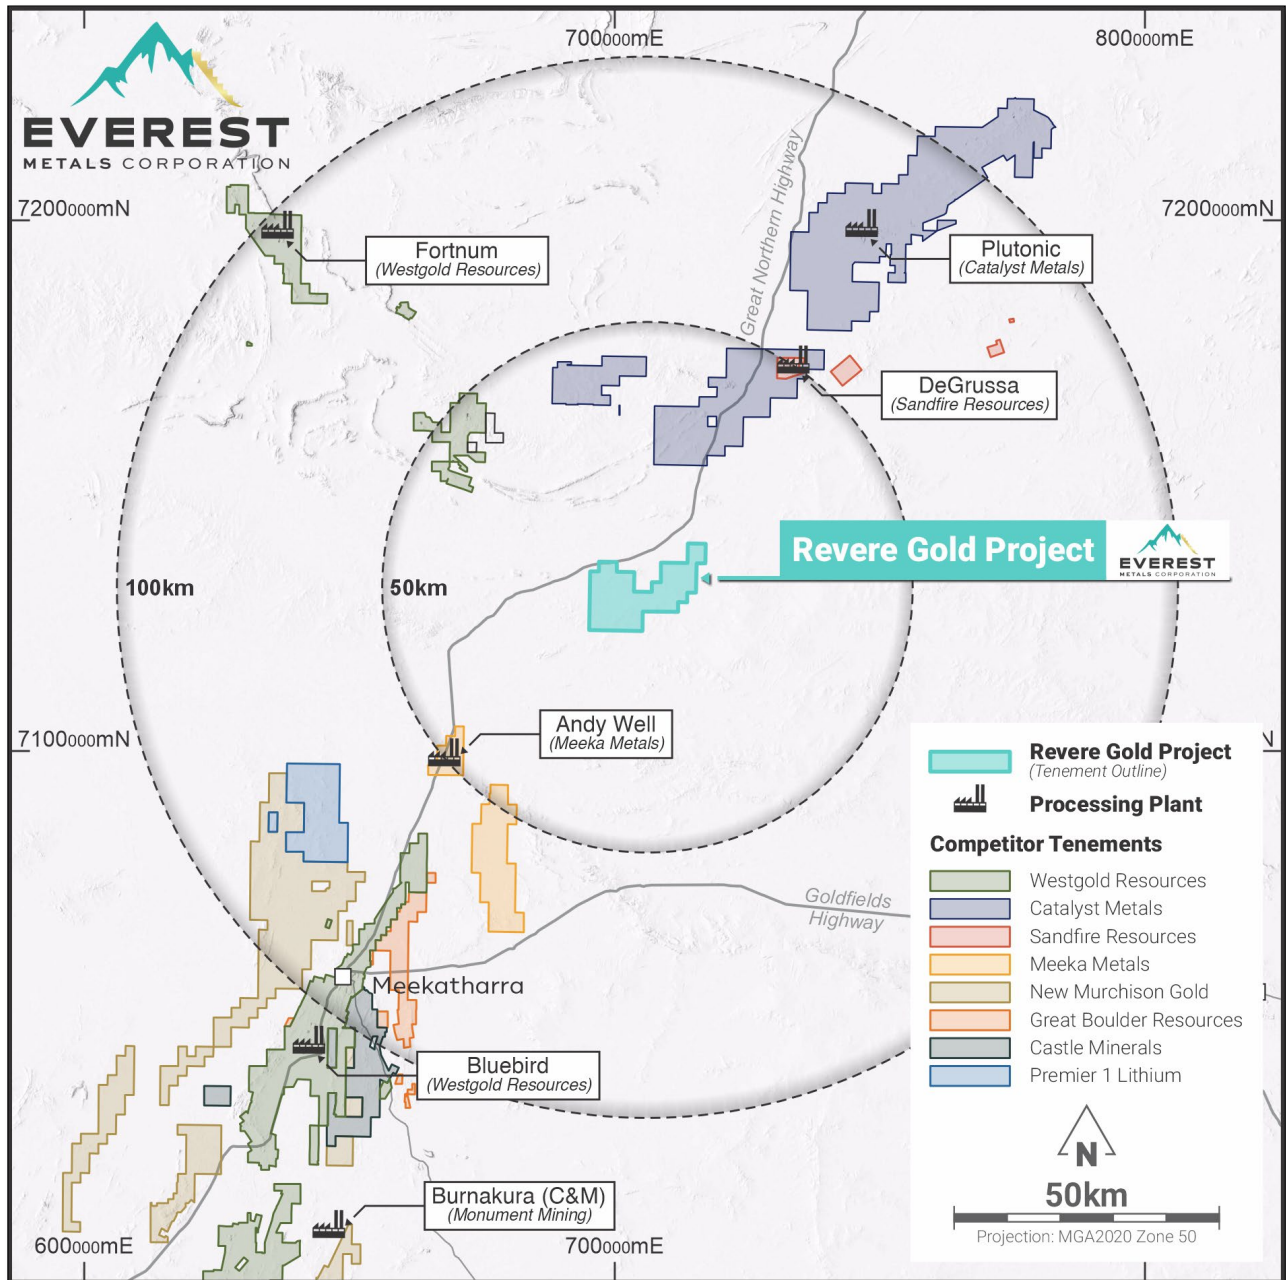 700000mE
800000mE
EVEREST
METALS CORPORATION
7200000mN
7200000mN
Great Northern Highway
Fortnum
(Westgold Resources)
Plutonic
(Catalyst Metals)
DeGrussa
(Sandfire Resources)
Revere Gold Project
EVEREST
METALS CORPORATION
100km
50km
Andy Well
(Meeka Metals)
7100000mN
N
Revere Gold Project
(Tenement Outline)
Processing Plant
Competitor Tenements
Westgold Resources
Catalyst Metals
Sandfire Resources
Meeka Metals
New Murchison Gold
Great Boulder Resources
Castle Minerals
Premier 1 Lithium
Goldfields
Highway
Meekatharra
Bluebird
(Westgold Resources)
Burnakura (C&M)
(Monument Mining)
N
50km
Projection: MGA2020 Zone 50
600000mE
700000mE